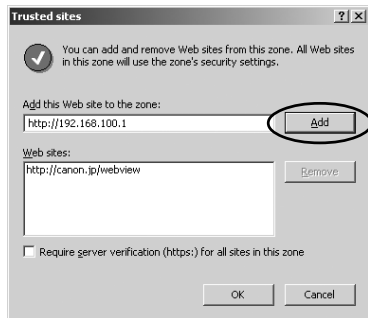 Trusted sites
You can add and remove Web sites from this zone. All Web sites
in this zone will use the zone's security settings.
Add this Web site to the zone:
http://192.168.100.1
Add
Web sites:
http://canon.jp/webview
Remove
Require server verification (https:) for all sites in this zone
OK
Cancel